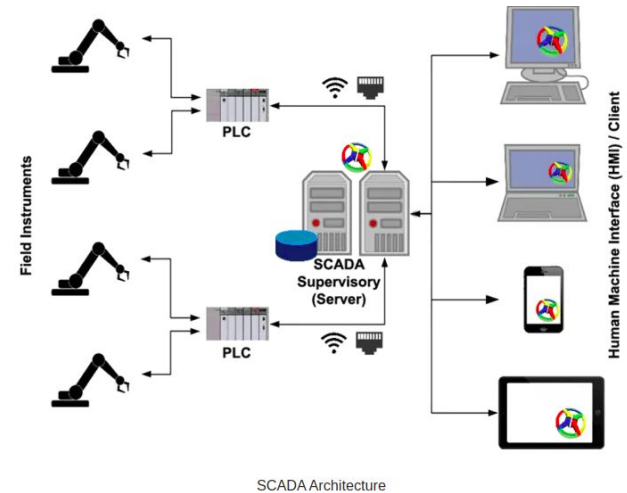 Field Instruments
PLC
PLC
SCADA
Supervisory
(Server)
Human Machine Interface (HMI) / Client
SCADA Architecture